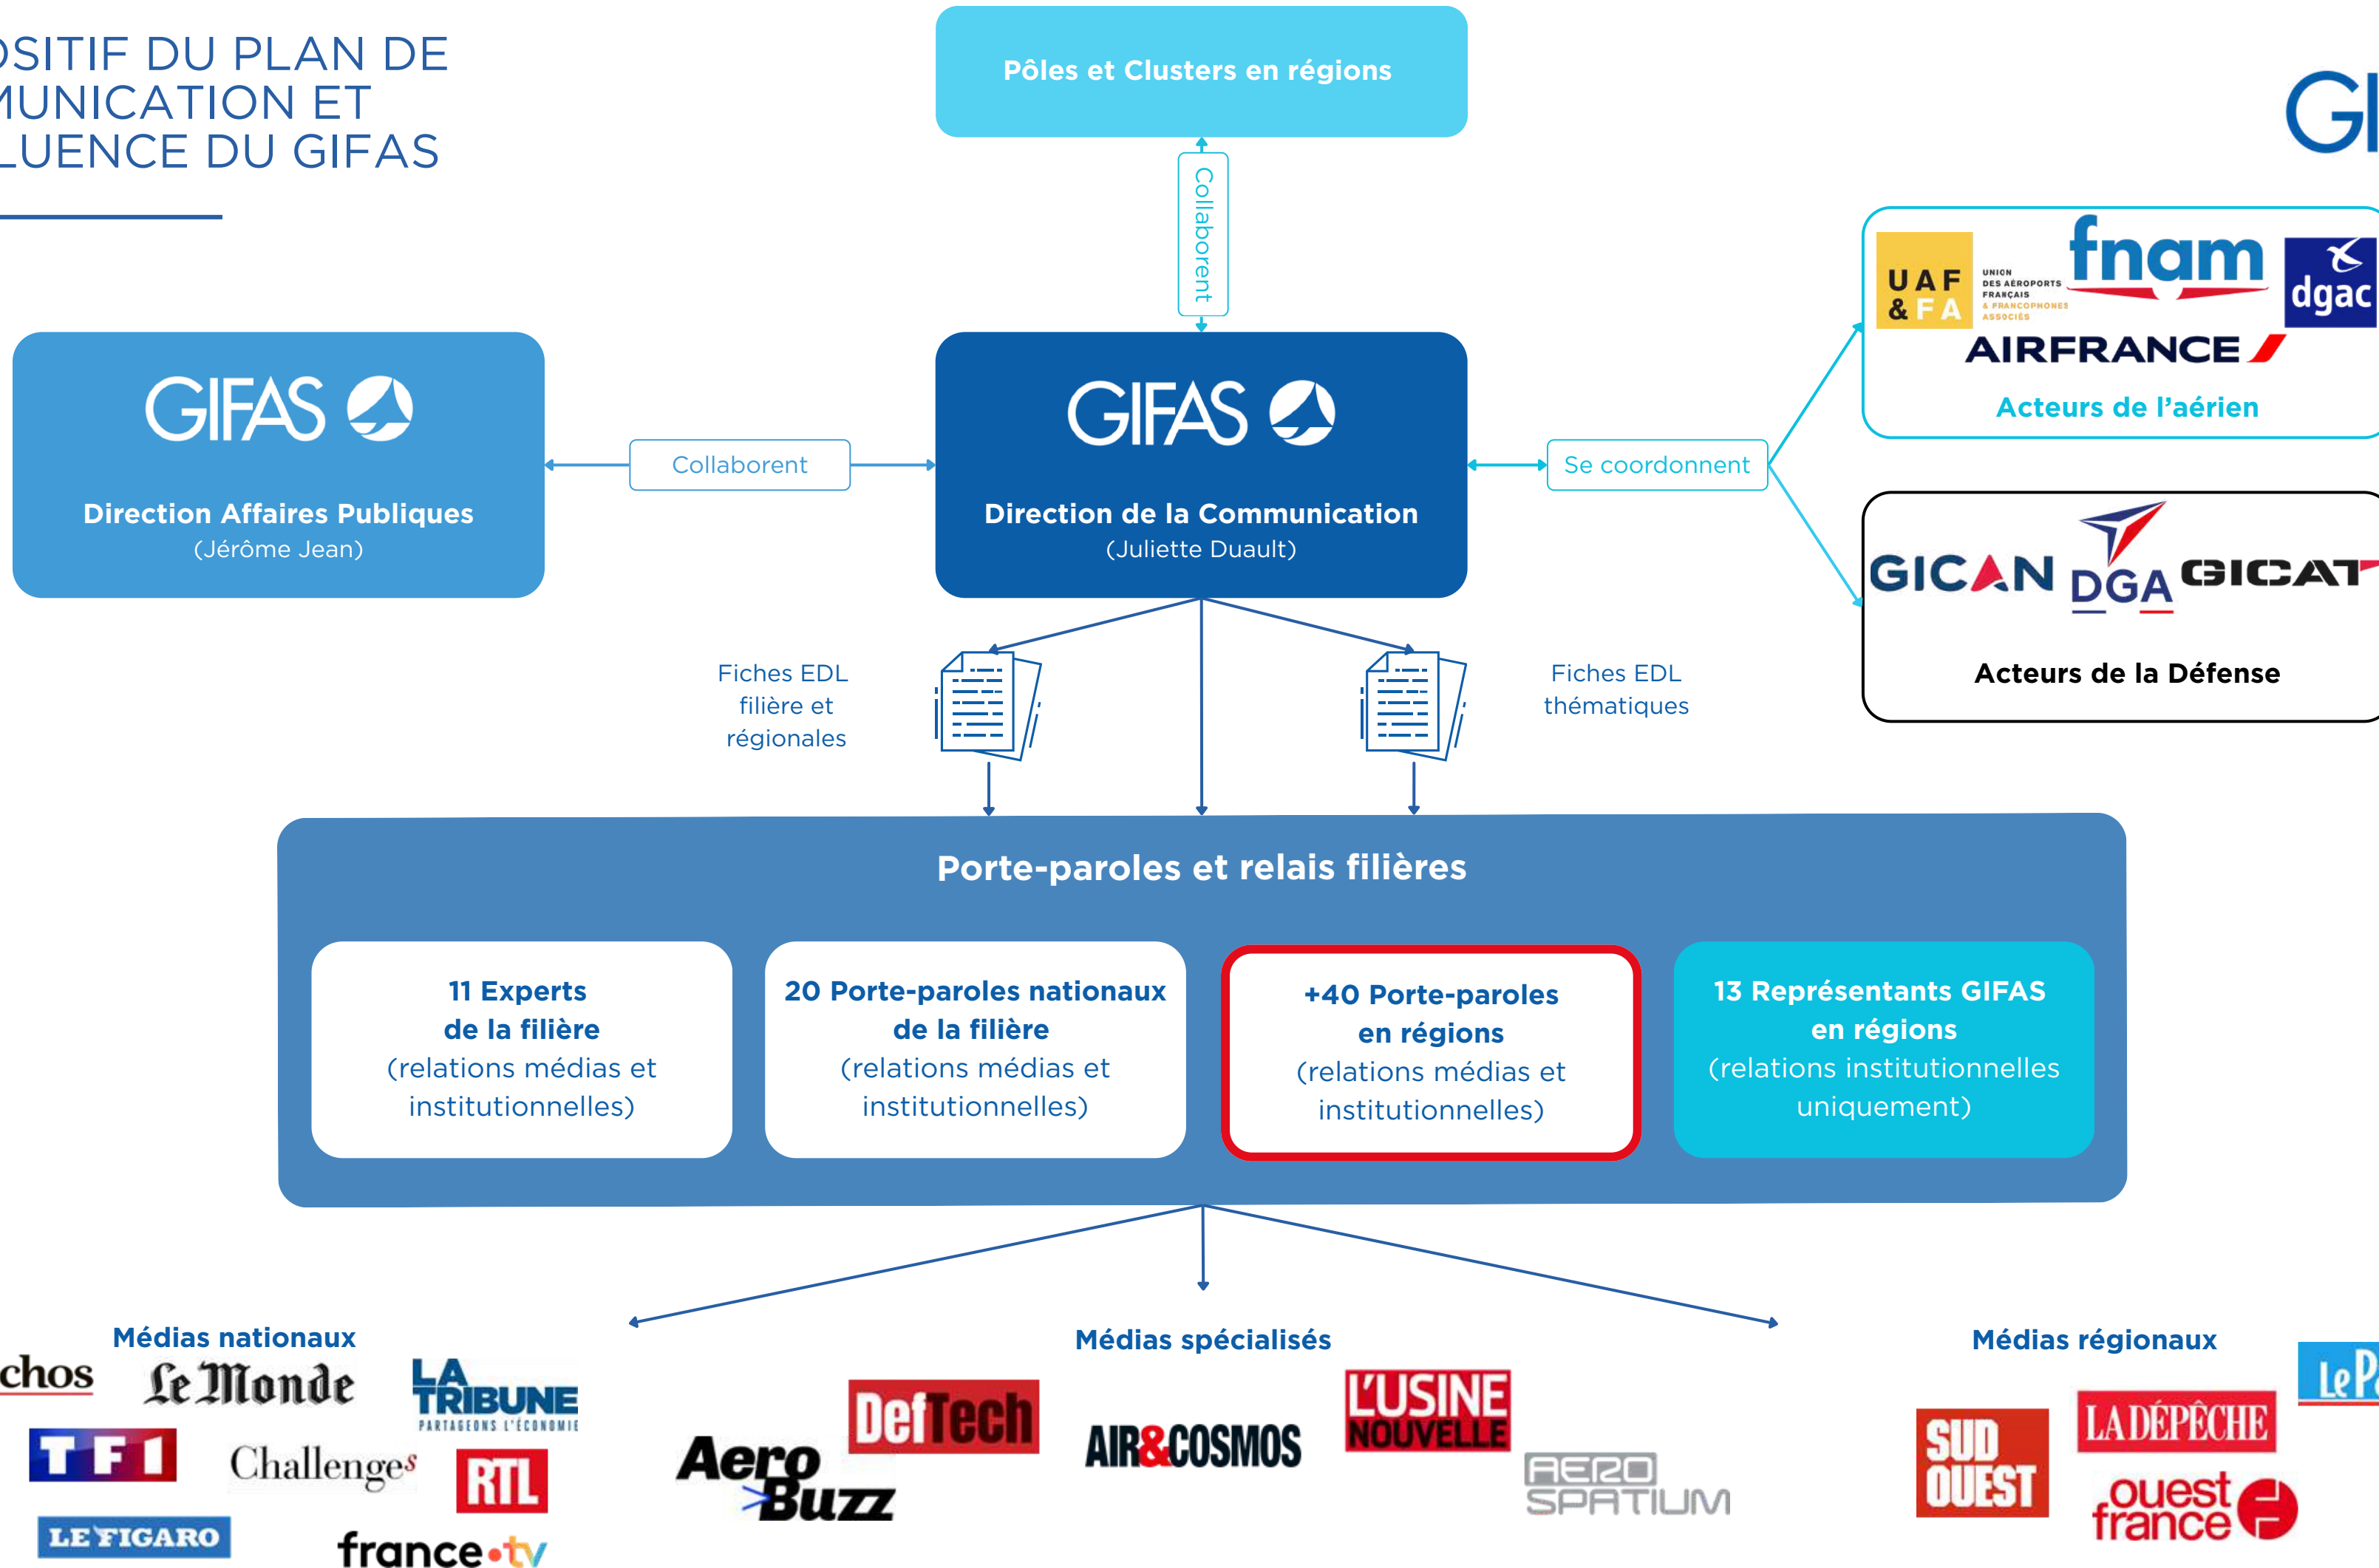 OSITIF DU PLAN DE
MUNICATION ET
LUENCE DU GIFAS
Pôles et Clusters en régions
GI
Collaborent
UAF
& FA
UNION
DES AÉROPORTS
FRANÇAIS
& FRANCOPHONES
ASSOCIÉS
fnam
dgac
AIRFRANCE
Acteurs de l'aérien
GIFAS
Direction Affaires Publiques
(Jérôme Jean)
Collaborent
GIFAS
Direction de la Communication
(Juliette Duault)
Se coordonnent
GICAN
DGA
GICAT
Acteurs de la Défense
Fiches EDL
filière et
régionales
Fiches EDL
thématiques
Porte-paroles et relais filières
11 Experts
de la filière
(relations médias et
institutionnelles)
20 Porte-paroles nationaux
de la filière
(relations médias et
institutionnelles)
+40 Porte-paroles
en régions
(relations médias et
institutionnelles)
13 Représentants GIFAS
en régions
(relations institutionnelles
uniquement)
Médias nationaux
chos
Le Monde
LA
TRIBUNE
PARTAGEONS L'ÉCONOMIE
TF1
Challenges
RTL
LE FIGARO
france•tv
Médias spécialisés
Aero
Buzz
DefTech
AIR&COSMOS
L'USINE
NOUVELLE
AERO
SPATIUM
Médias régionaux
Le Pa
SUD
OUEST
LA DÉPÊCHE
ouest
france